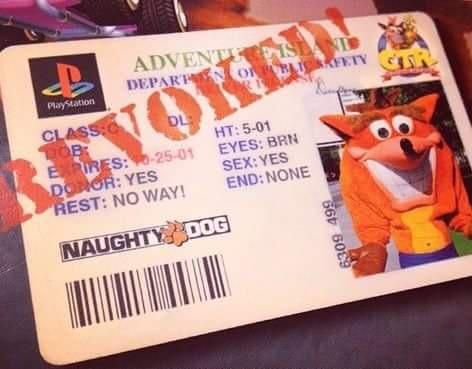 ADVENTURE ISLAND
DEPARTMENT OF PUBLIC SAFETY
REVOKED!
PlayStation
CTR
CLASS: C DL:
DOB:
EXPIRES: 10-25-01
DONOR: YES
REST: NO WAY!
HT: 5-01
EYES: BRN
SEX: YES
END: NONE
NAUGHTY DOG
6309 499